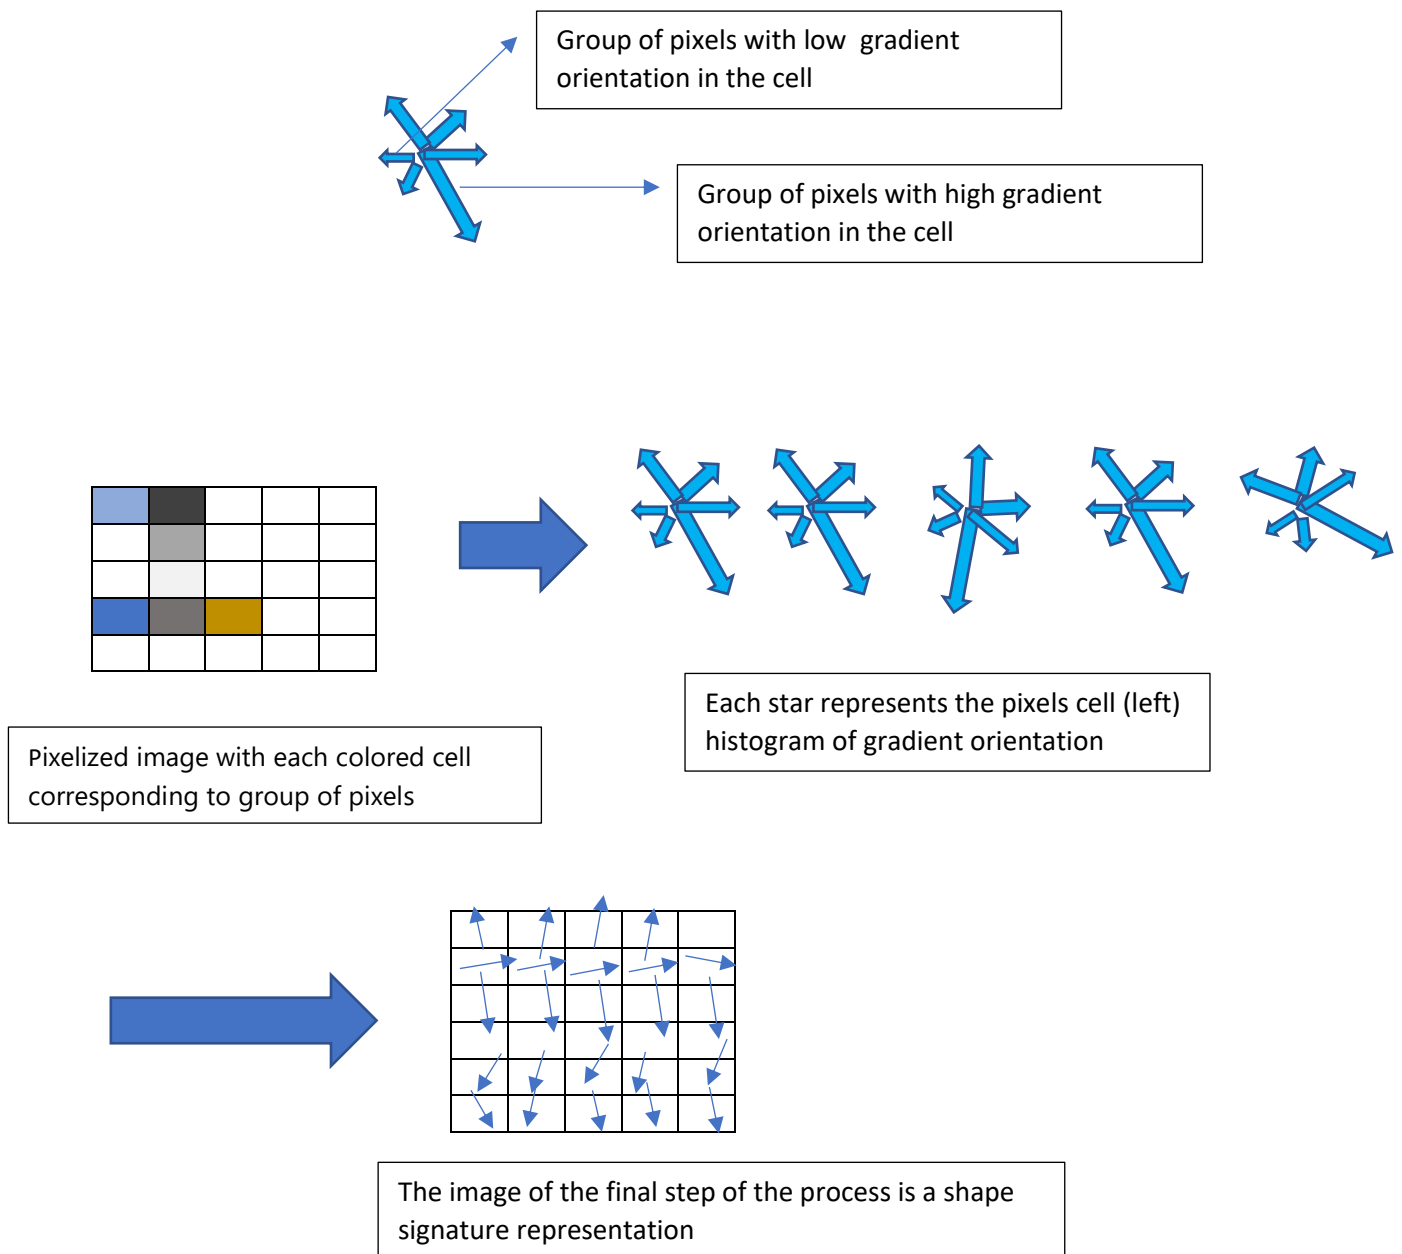 Group of pixels with low  gradient
orientation in the cell
Group of pixels with high gradient
orientation in the cell
Each star represents the pixels cell (left)
histogram of gradient orientation
Pixelized image with each colored cell
corresponding to group of pixels
The image of the final step of the process is a shape
signature representation